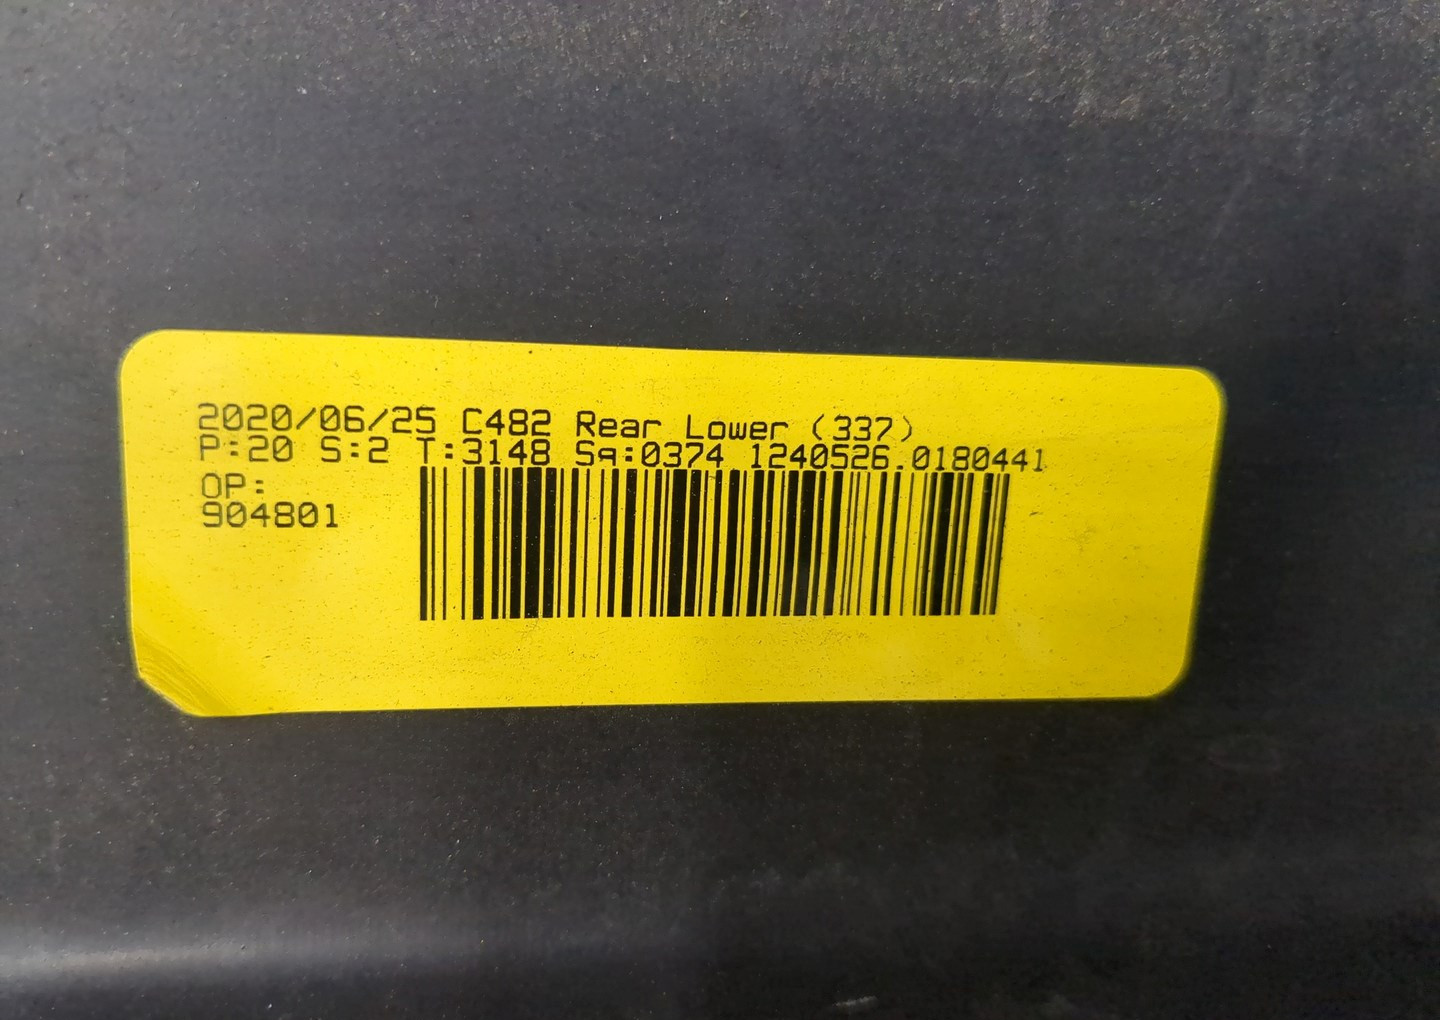 2020/06/25 C482 Rear Lower (337)
P:20 S:2 T:3148 Sq:0374 1240526.0180441
OP:
904801